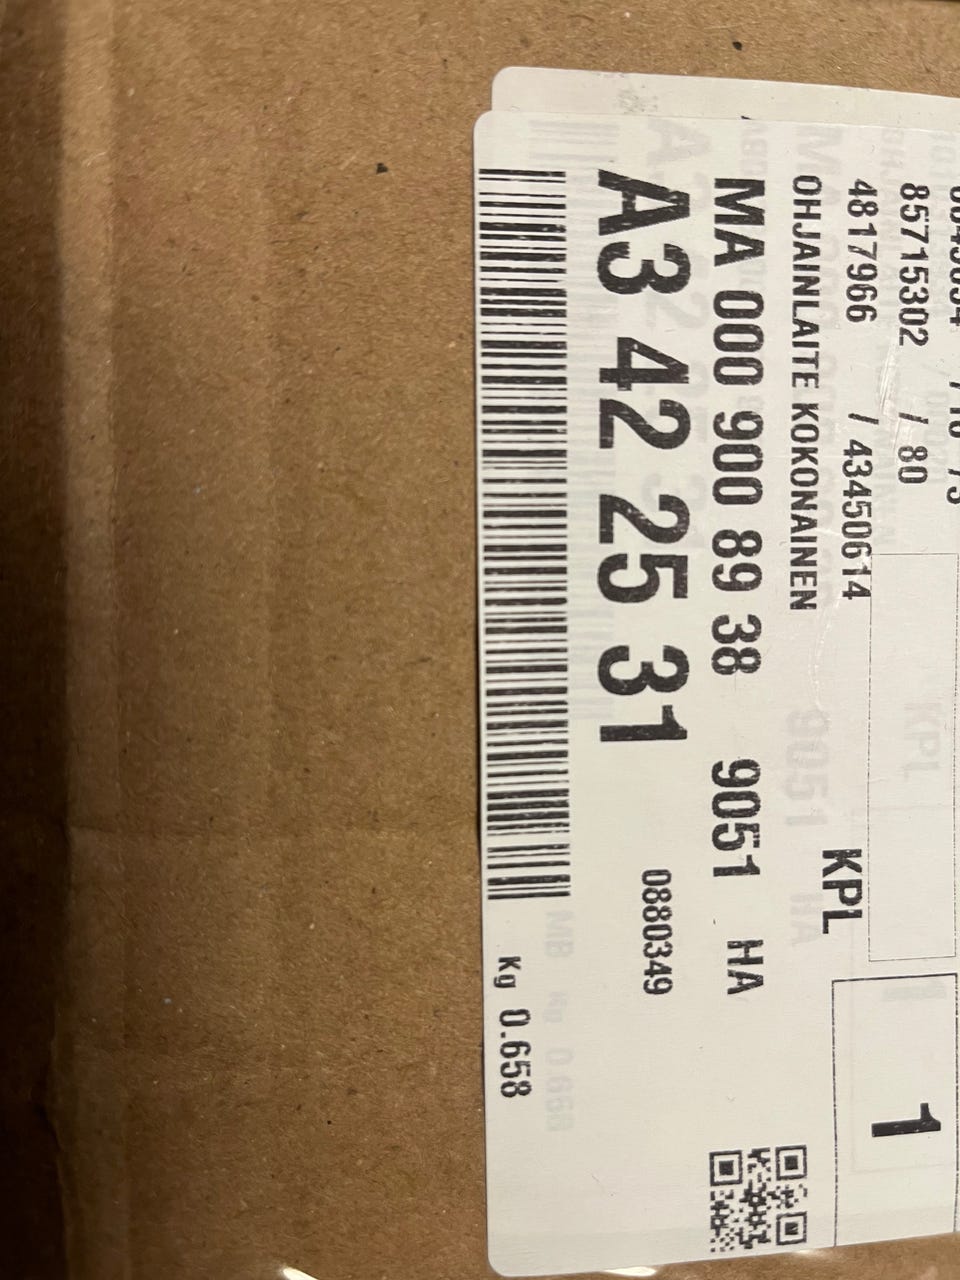 85715302 / 80
4817966 / 43450614
KPL 1
OHJAINLAITE KOKONAINEN
MA 000 900 89 38 9051 HA
A3 42 25 31 0880349
Kg 0.658